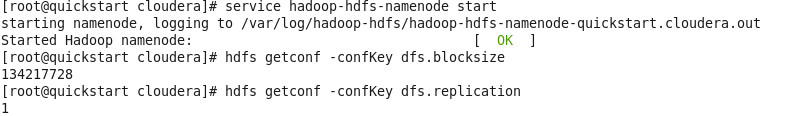 [root@quickstart cloudera]# service hadoop-hdfs-namenode start
starting namenode, logging to /var/log/hadoop-hdfs/hadoop-hdfs-namenode-quickstart.cloudera.out
Started Hadoop namenode:                                   [  OK  ]
[root@quickstart cloudera]# hdfs getconf -confKey dfs.blocksize
134217728
[root@quickstart cloudera]# hdfs getconf -confKey dfs.replication
1